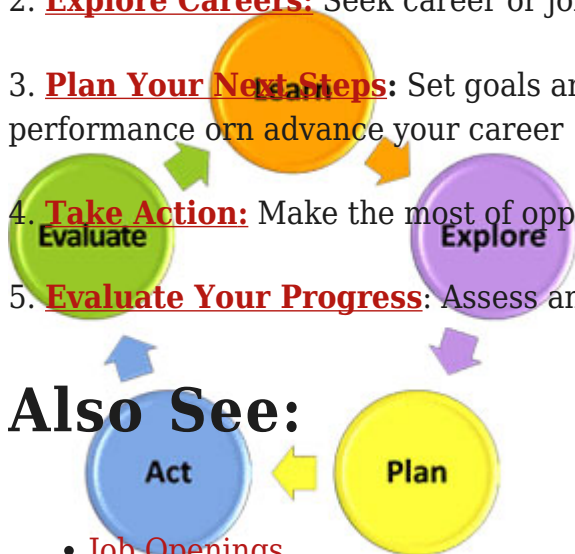 2. Explore Careers: Seek career or jo
3. Plan Your Next Steps: Set goals an
Learn
performance orn advance your career
4. Take Action: Make the most of opp
Evaluate
Explore
5. Evaluate Your Progress: Assess an
Also See:
Act
Plan
• Job Openings